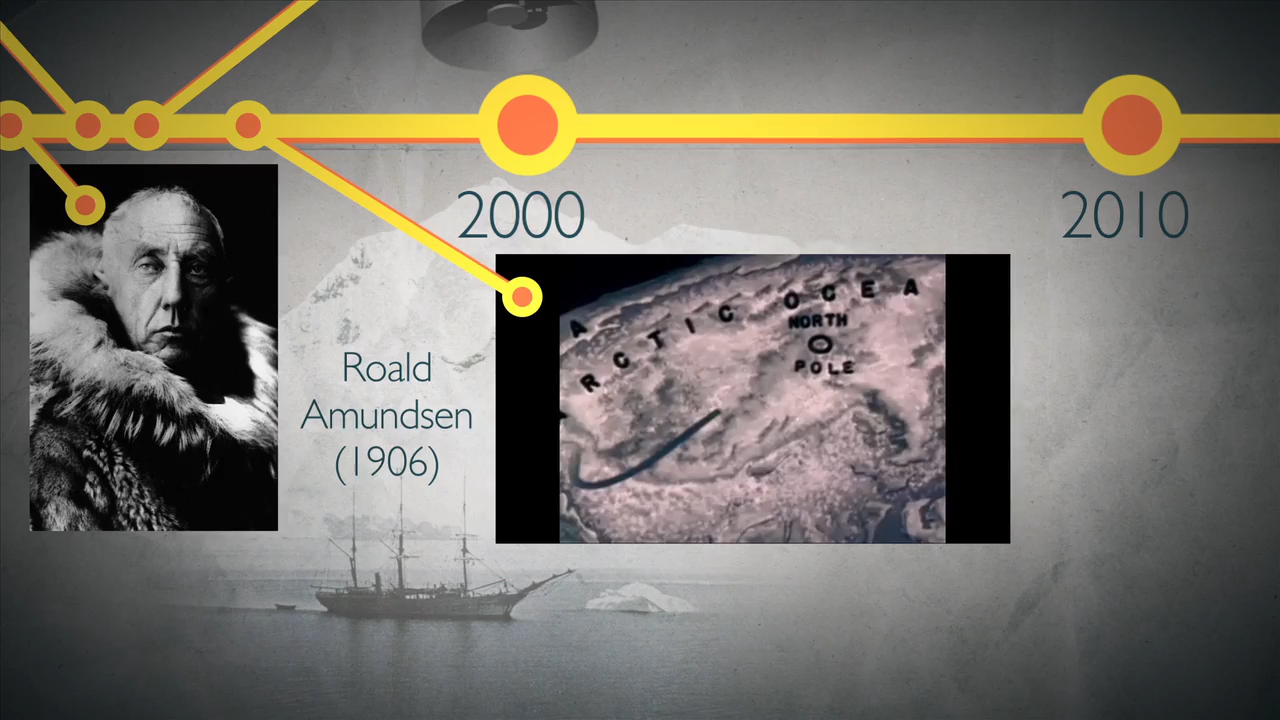 2000
2010
Roald
Amundsen
(1906)
ARCTIC OCEA
NORTH
POLE